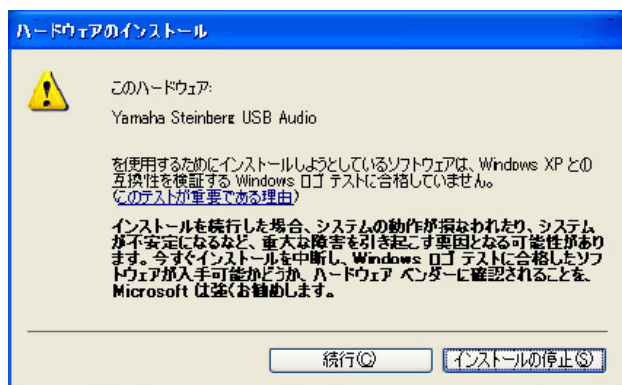 ハードウェアのインストール
このハードウェア:
Yamaha Steinberg USB Audio
を使用するためにインストールしようとしているソフトウェアは、Windows XP との
互換性を検証する Windows ロゴ テストに合格していません。
(このテストが重要である理由)
インストールを続行した場合、システムの動作が損なわれたり、システム
が不安定になるなど、重大な障害を引き起こす要因となる可能性があり
ます。今すぐインストールを中断し、Windows ロゴ テストに合格したソフ
トウェアが入手可能かどうか、ハードウェア ベンダーに確認されることを、
Microsoft は強くお勧めします。
続行(C) インストールの停止(S)